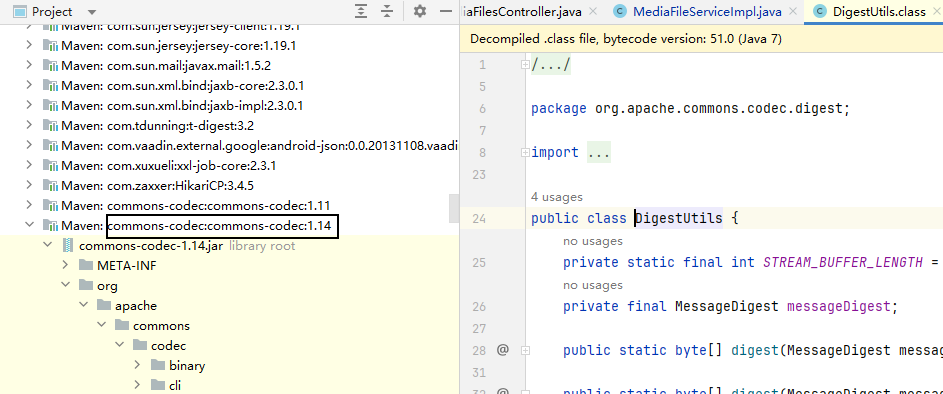 Project
Maven: com.sun.jersey:jersey-client:1.19.1
Maven: com.sun.jersey:jersey-core:1.19.1
Maven: com.sun.mail:javax.mail:1.5.2
Maven: com.sun.xml.bind:jaxb-core:2.3.0.1
Maven: com.sun.xml.bind:jaxb-impl:2.3.0.1
Maven: com.tdunning:t-digest:3.2
Maven: com.vaadin.external.google:android-json:0.0.20131108.vaadin
Maven: com.xuxueli:xxl-job-core:2.3.1
Maven: com.zaxxer:HikariCP:3.4.5
Maven: commons-codec:commons-codec:1.11
Maven: commons-codec:commons-codec:1.14
commons-codec-1.14.jar library root
META-INF
org
apache
commons
codec
binary
cli
iaFilesController.java
MediaFileServiceImpl.java
DigestUtils.class
Decompiled .class file, bytecode version: 51.0 (Java 7)
1 /.../
5
6 package org.apache.commons.codec.digest;
7
8 import ...
23
4 usages
24 public class DigestUtils {
no usages
25 private static final int STREAM_BUFFER_LENGTH =
no usages
26 private final MessageDigest messageDigest;
27
28 @ public static byte[] digest(MessageDigest messag
31
32 @ public static byte[] digest(MessageDigest messag